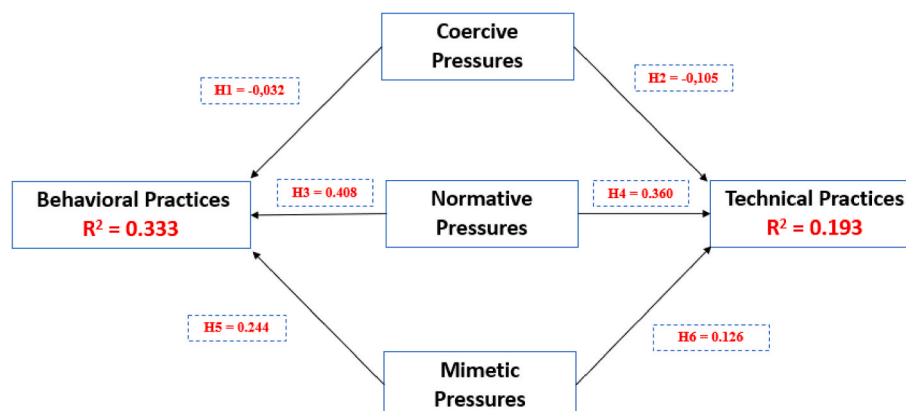 Coercive
Pressures
H1 = -0,032
H2 = -0,105
Behavioral Practices
R² = 0.333
H3 = 0.408
Normative
Pressures
H4 = 0.360
Technical Practices
R² = 0.193
H5 = 0.244
H6 = 0.126
Mimetic
Pressures